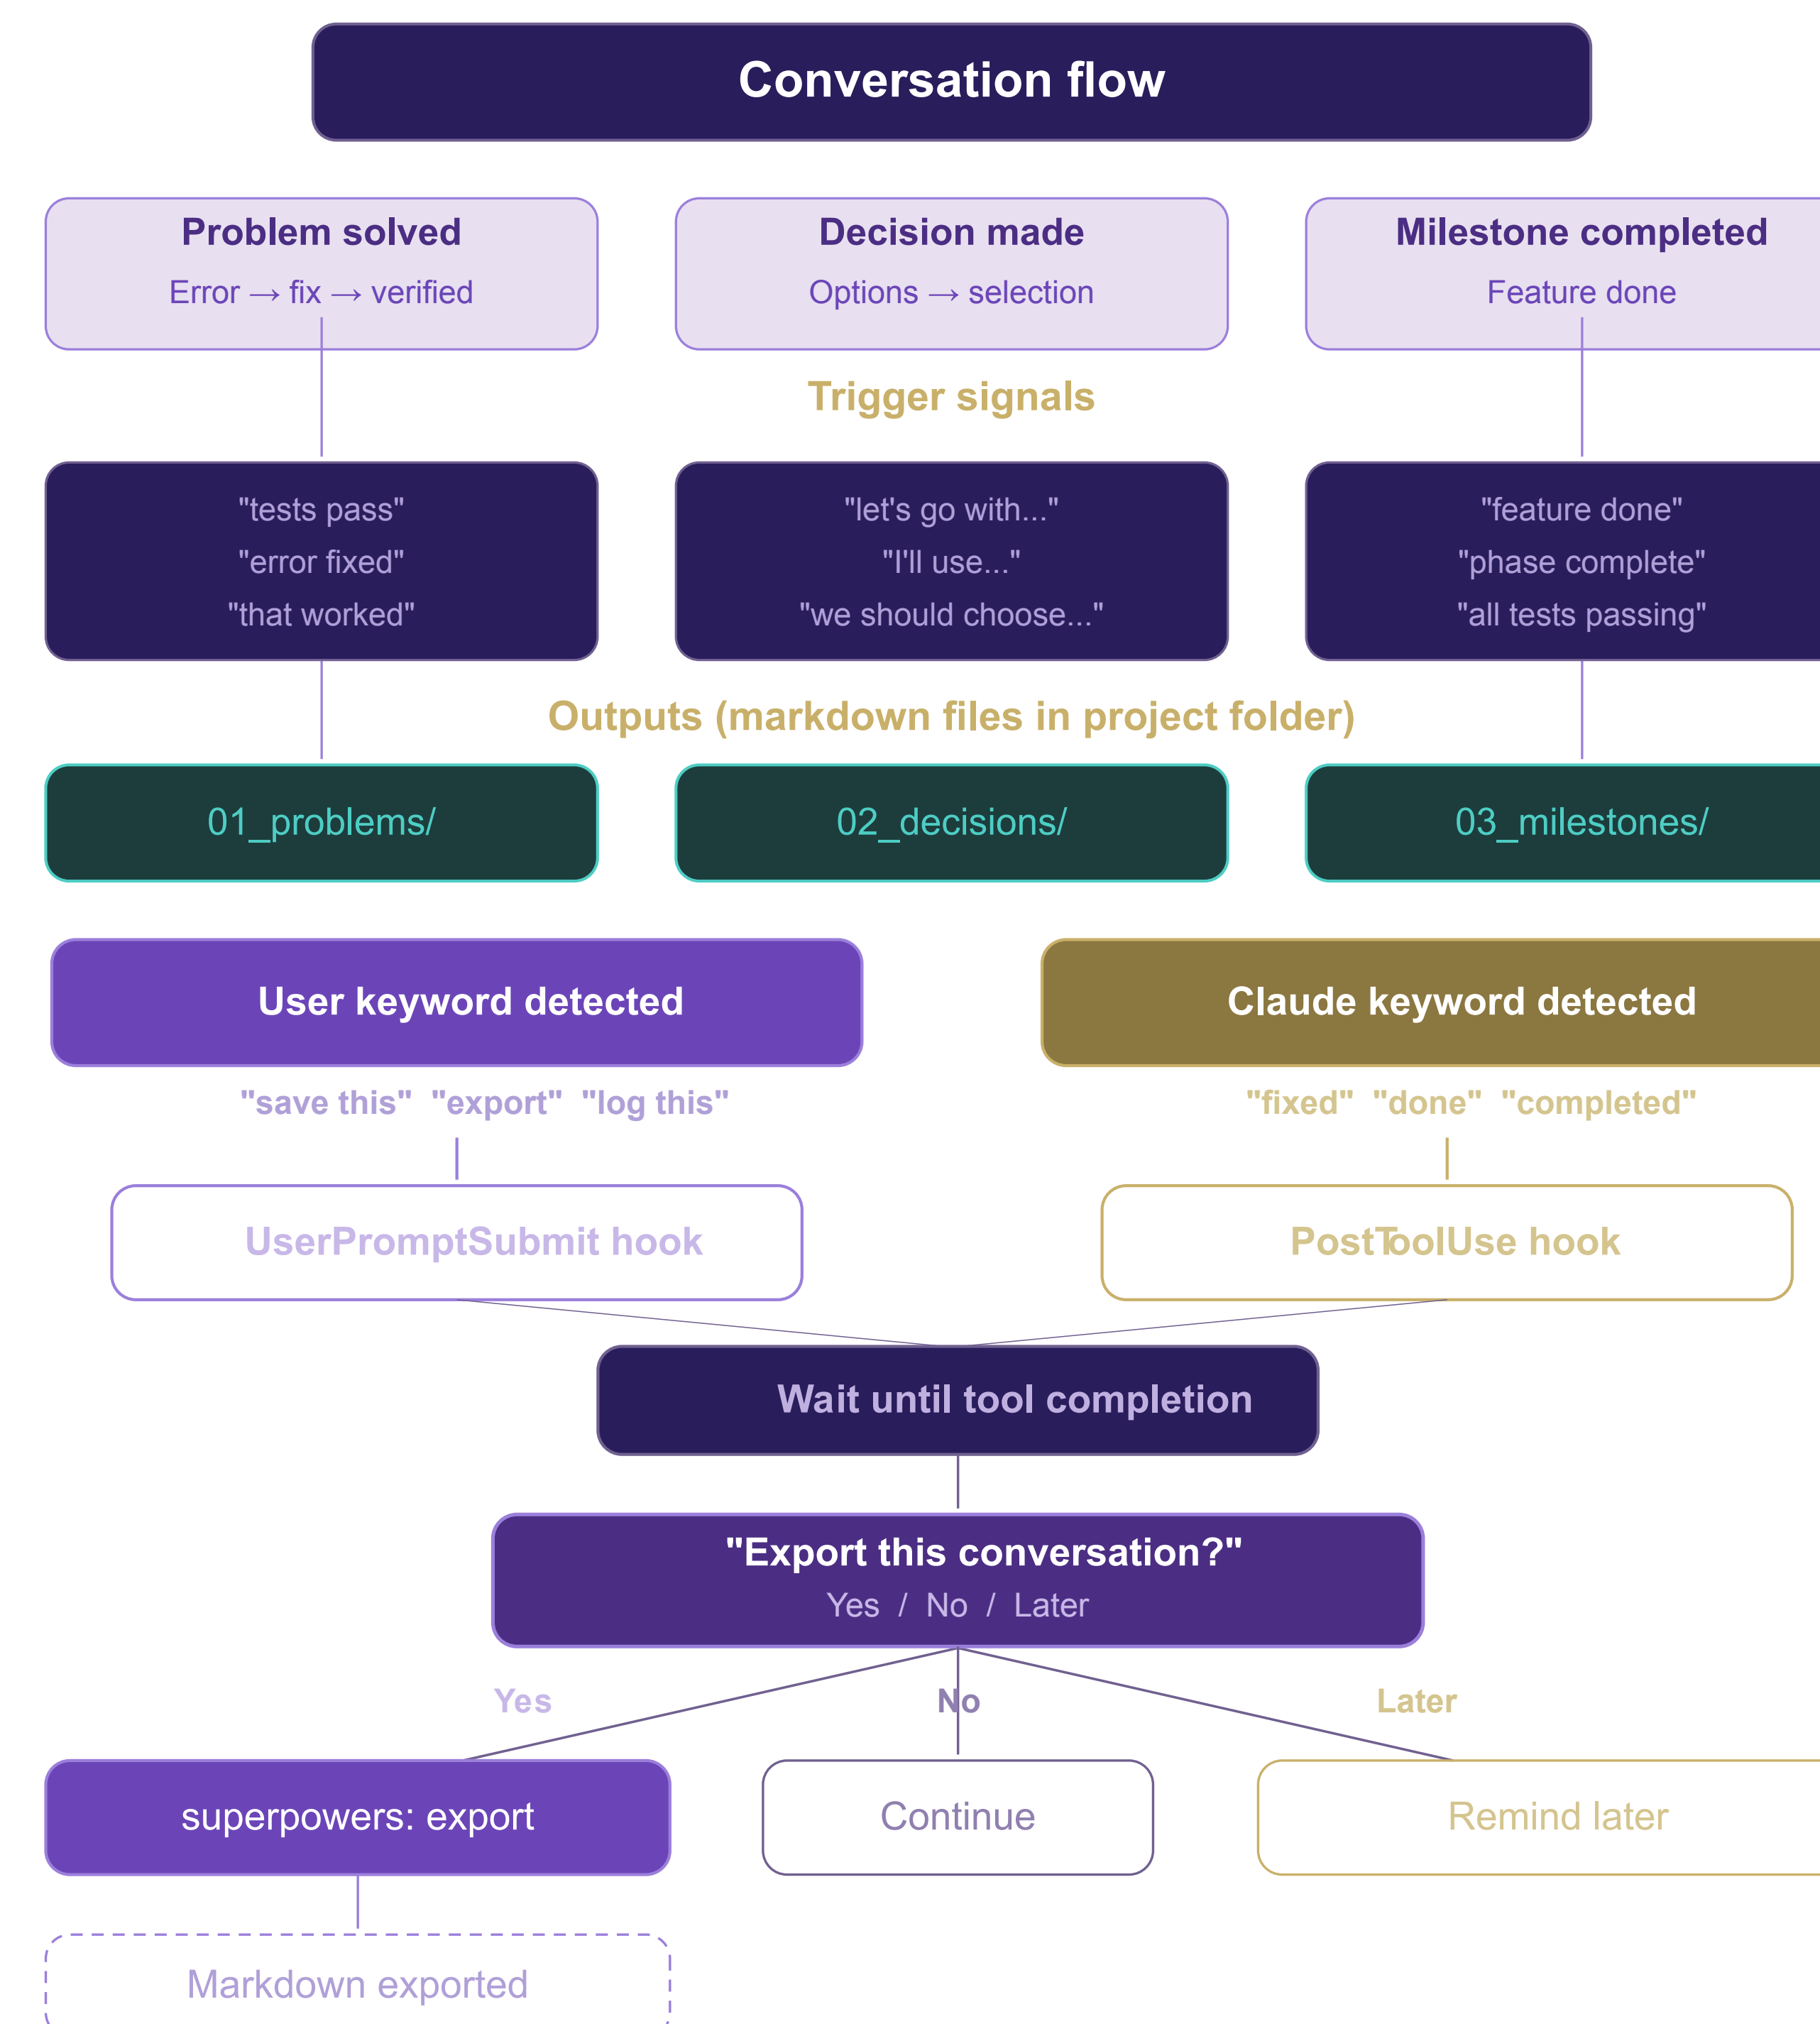 Conversation flow
Problem solved
Error → fix → verified
Decision made
Options → selection
Milestone completed
Feature done
Trigger signals
"tests pass"
"error fixed"
"that worked"
"let's go with..."
"I'll use..."
"we should choose..."
"feature done"
"phase complete"
"all tests passing"
Outputs (markdown files in project folder)
01_problems/
02_decisions/
03_milestones/
User keyword detected
"save this" "export" "log this"
Claude keyword detected
"fixed" "done" "completed"
UserPromptSubmit hook
PostToolUse hook
Wait until tool completion
"Export this conversation?"
Yes / No / Later
Yes
No
Later
superpowers: export
Continue
Remind later
Markdown exported